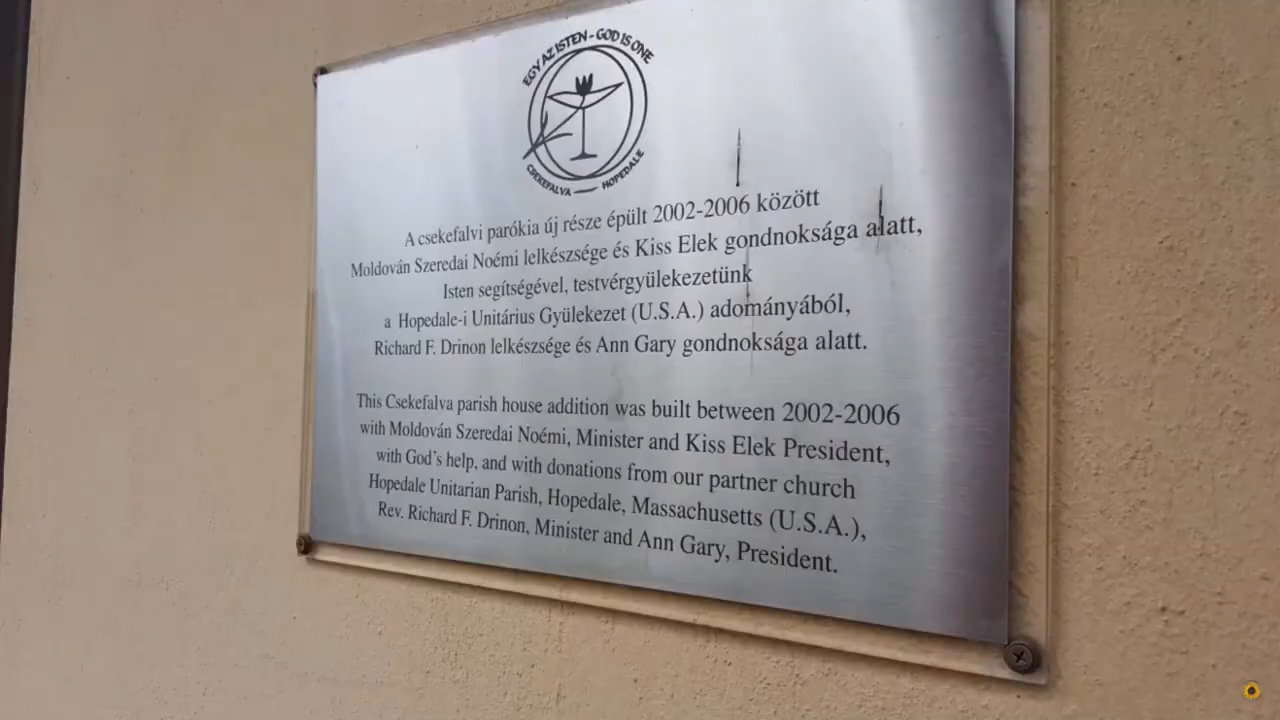 EGY AZ ISTEN - GOD IS ONE
CSEKEFALVA — HOPEDALE
A csekefalvi parókia új része épült 2002-2006 között
Moldován Szeredai Noémi lelkészsége és Kiss Elek gondnoksága alatt,
Isten segítségével, testvérgyülekezetünk
a Hopedale-i Unitárius Gyülekezet (U.S.A.) adományából,
Richard F. Drinon lelkészsége és Ann Gary gondnoksága alatt.
This Csekefalva parish house addition was built between 2002-2006
with Moldován Szeredai Noémi, Minister and Kiss Elek President,
with God's help, and with donations from our partner church
Hopedale Unitarian Parish, Hopedale, Massachusetts (U.S.A.),
Rev. Richard F. Drinon, Minister and Ann Gary, President.